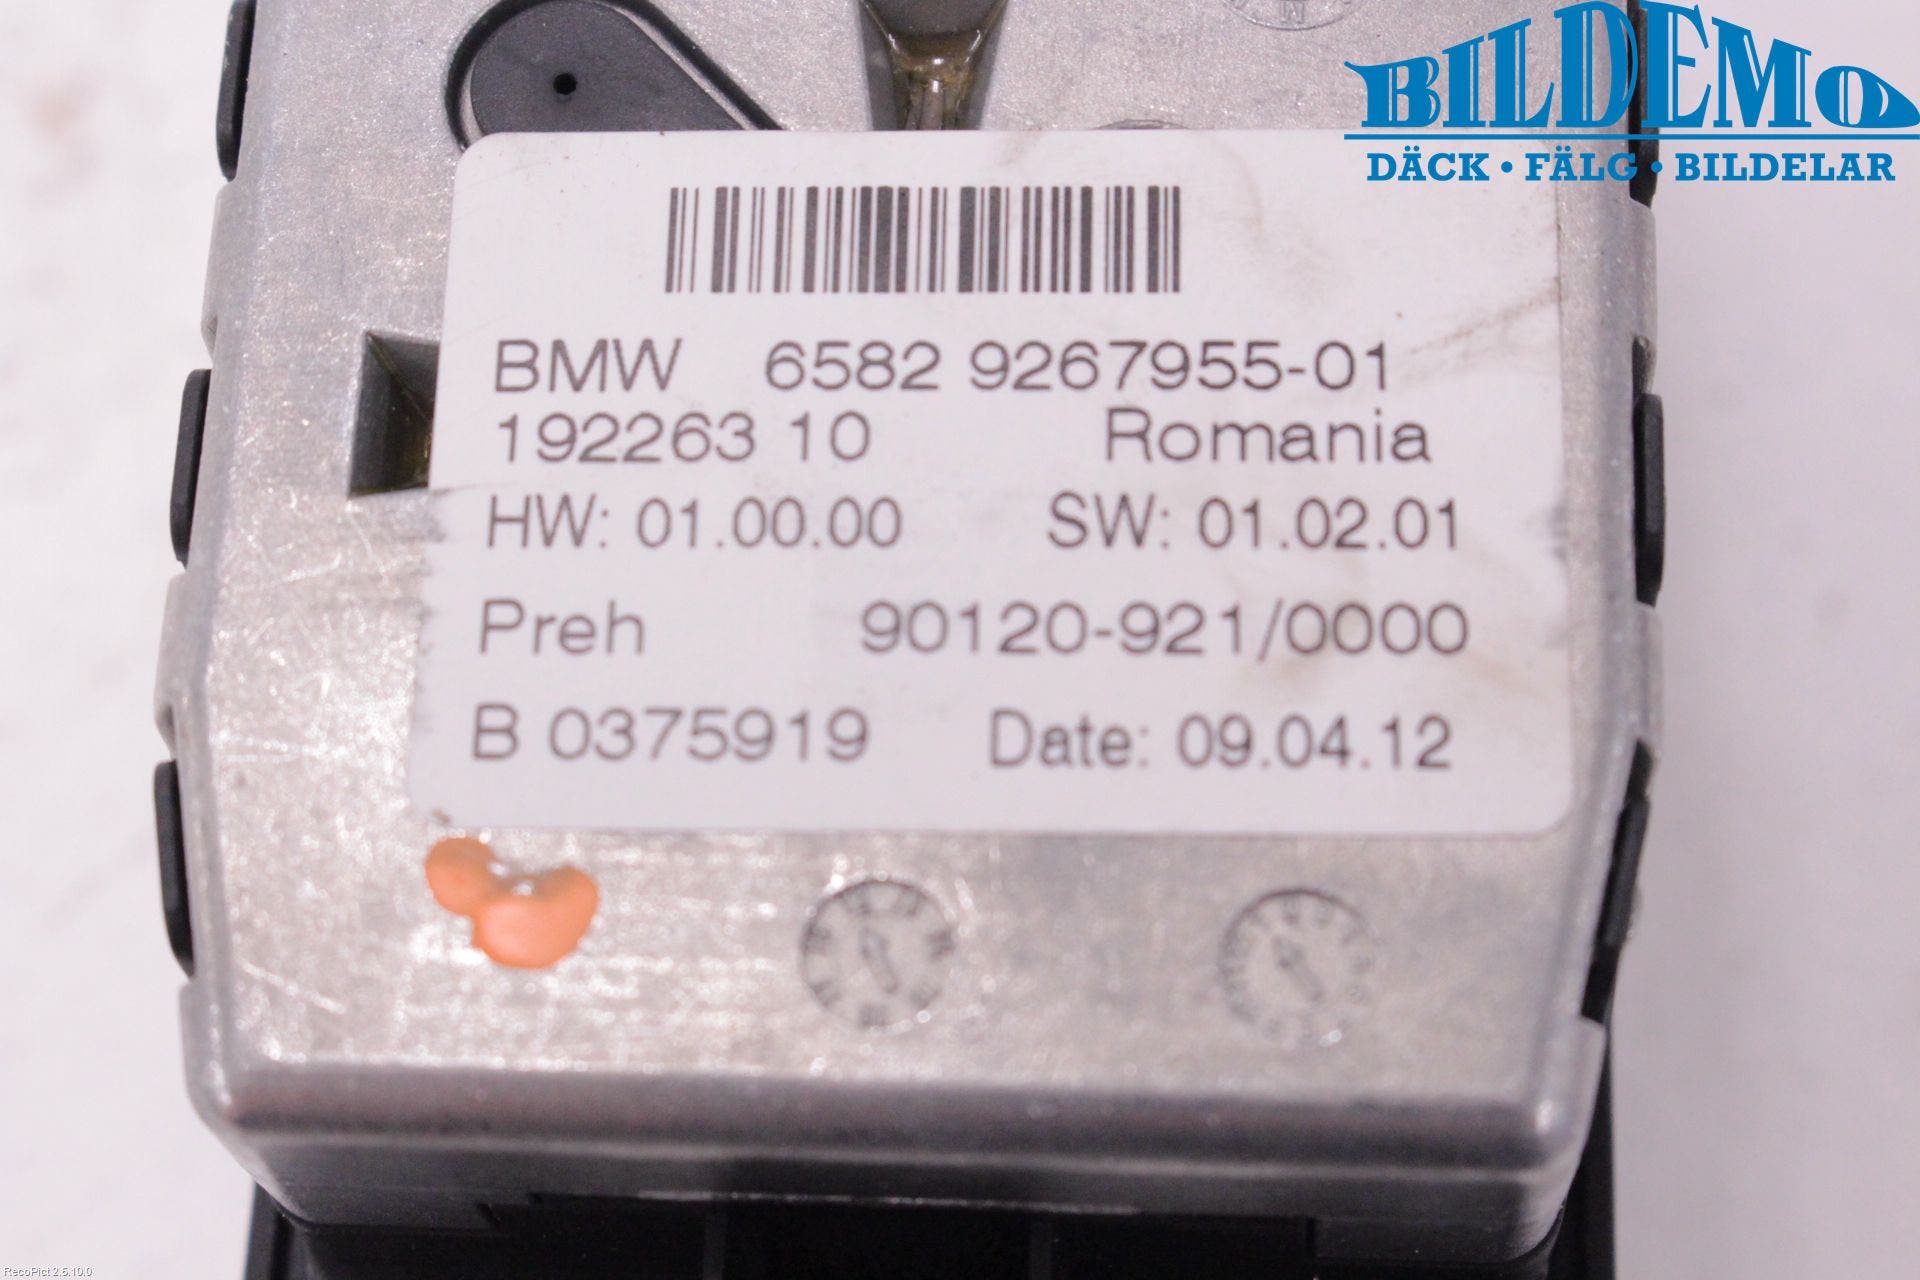 BILDEMO
DÄCK • FÄLG • BILDELAR
BMW 6582 9267955-01
192263 10 Romania
HW: 01.00.00 SW: 01.02.01
Preh 90120-921/0000
B 0375919 Date: 09.04.12
RecoPict 2.5.10.0